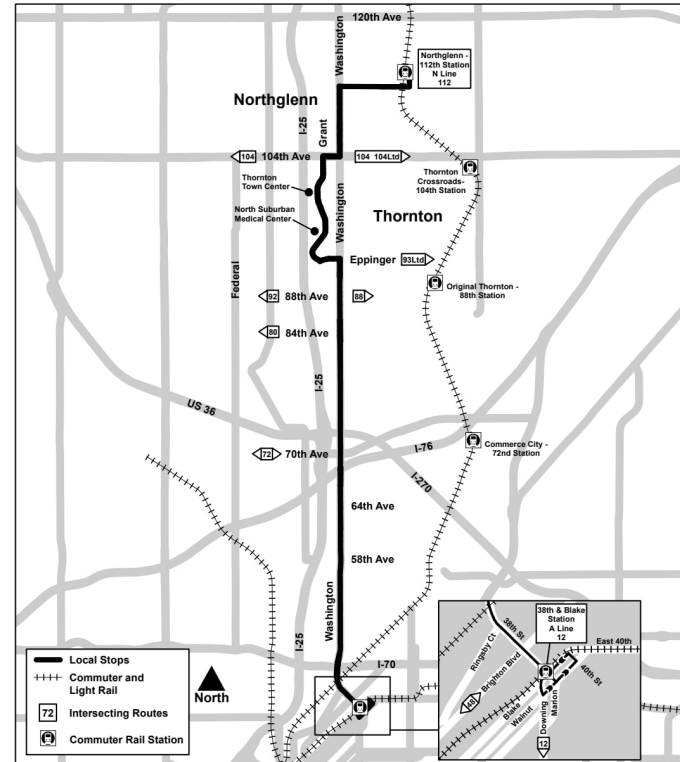 120th Ave
Washington
Northglenn -
112th Station
N Line
112
Northglenn
I-25
Grant
104
104th Ave
104 104Ltd
Thornton
Crossroads-
104th Station
Thornton
Town Center
North Suburban
Medical Center
Washington
Thornton
Federal
Eppinger
93Ltd
92
88th Ave
88
Original Thornton -
88th Station
80
84th Ave
I-25
US 36
72
70th Ave
I-76
Commerce City -
72nd Station
I-270
64th Ave
58th Ave
Washington
I-25
I-70
38th & Blake
Station
A Line
12
38th St
Ringsby Ct
Brighton Blvd
48
East 40th
40th St
Blake
Walnut
Downing
Marion
12
Local Stops
Commuter and
Light Rail
72
Intersecting Routes
Commuter Rail Station
North